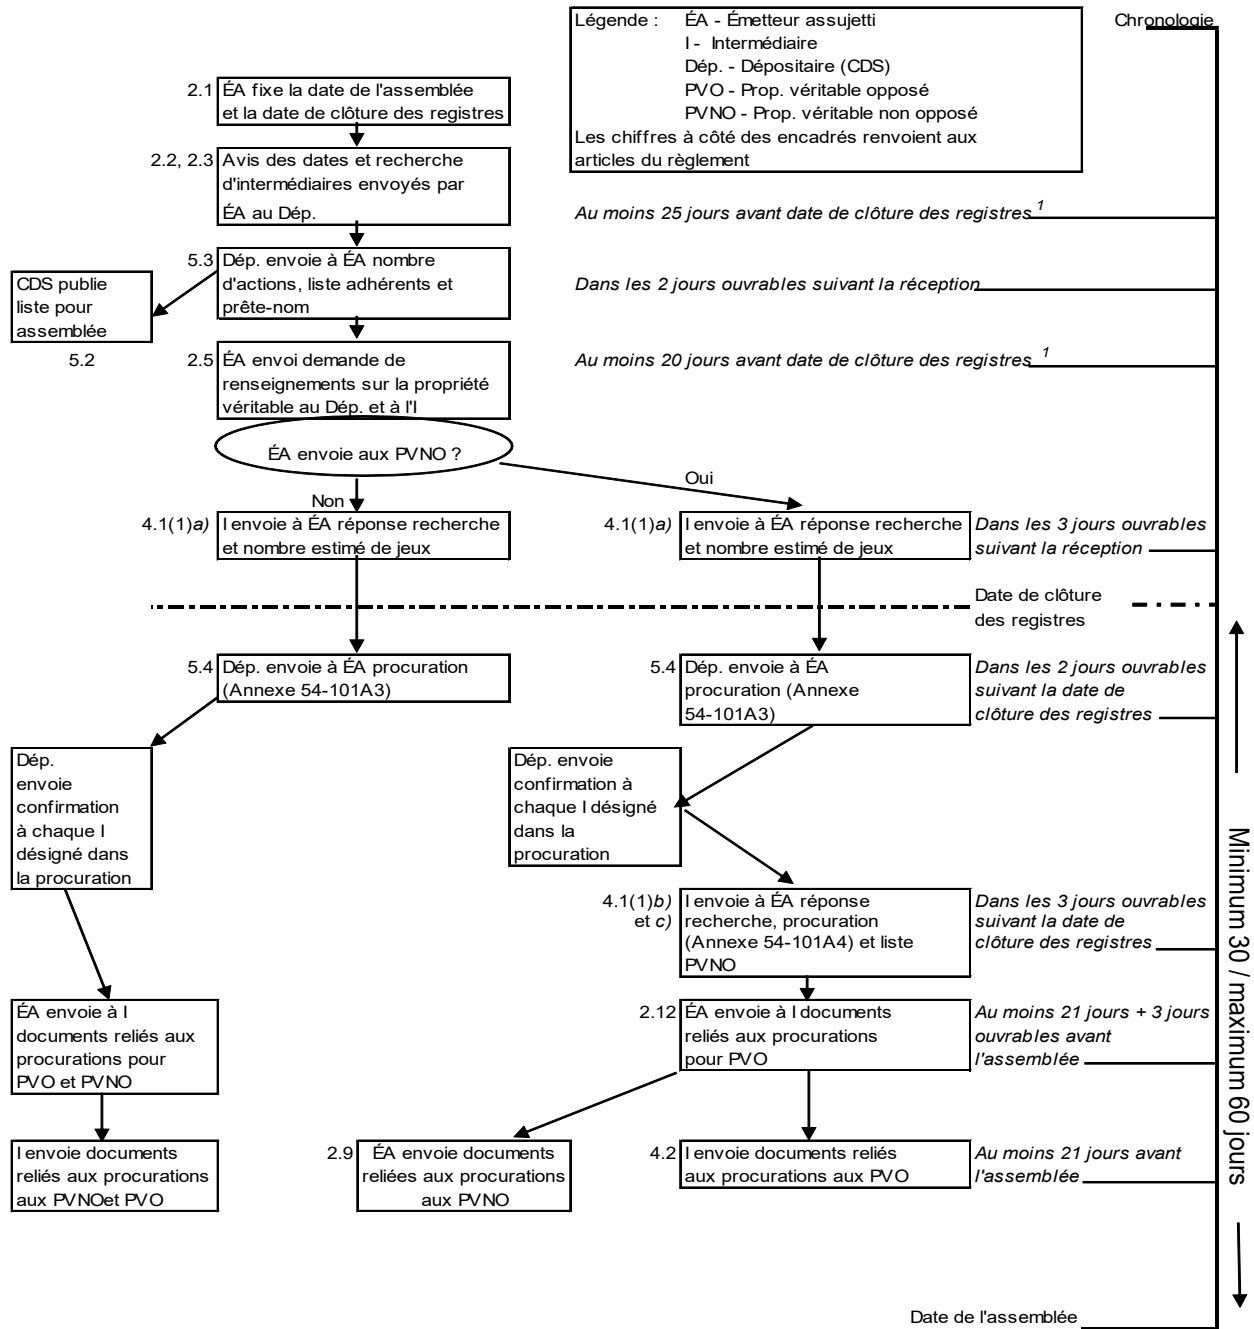 Légende : ÉA - Émetteur assujetti
I - Intermédiaire
Dép. - Dépositaire (CDS)
PVO - Prop. véritable opposé
PVNO - Prop. véritable non opposé
Les chiffres à côté des encadrés renvoient aux
articles du règlement
Chronologie
2.1 ÉA fixe la date de l'assemblée
et la date de clôture des registres
2.2, 2.3 Avis des dates et recherche
d'intermédiaires envoyés par
ÉA au Dép.
Au moins 25 jours avant date de clôture des registres 1
5.3 Dép. envoie à ÉA nombre
d'actions, liste adhérents et
prête-nom
Dans les 2 jours ouvrables suivant la réception
CDS publie
liste pour
assemblée
5.2
2.5 ÉA envoi demande de
renseignements sur la propriété
véritable au Dép. et à l'I
Au moins 20 jours avant date de clôture des registres 1
ÉA envoie aux PVNO ?
Oui
Non
4.1(1)a) I envoie à ÉA réponse recherche
et nombre estimé de jeux
4.1(1)a) I envoie à ÉA réponse recherche
et nombre estimé de jeux
Dans les 3 jours ouvrables
suivant la réception
Date de clôture
des registres
5.4 Dép. envoie à ÉA procuration
(Annexe 54-101A3)
5.4 Dép. envoie à ÉA
procuration (Annexe
54-101A3)
Dans les 2 jours ouvrables
suivant la date de
clôture des registres
Dép.
envoie
confirmation
à chaque I
désigné dans
la procuration
Dép. envoie
confirmation à
chaque I désigné
dans la
procuration
4.1(1)b)
et c)
I envoie à ÉA réponse
recherche, procuration
(Annexe 54-101A4) et liste
PVNO
Dans les 3 jours ouvrables
suivant la date de
clôture des registres
ÉA envoie à I
documents reliés aux
procurations pour
PVO et PVNO
2.12 ÉA envoie à I documents
reliés aux procurations
pour PVO
Au moins 21 jours + 3 jours
ouvrables avant
l'assemblée
I envoie documents
reliés aux procurations
aux PVNOet PVO
2.9 ÉA envoie documents
reliées aux procurations
aux PVNO
4.2 I envoie documents reliés
aux procurations aux PVO
Au moins 21 jours avant
l'assemblée
Minimum 30 / maximum 60 jours
Date de l'assemblée